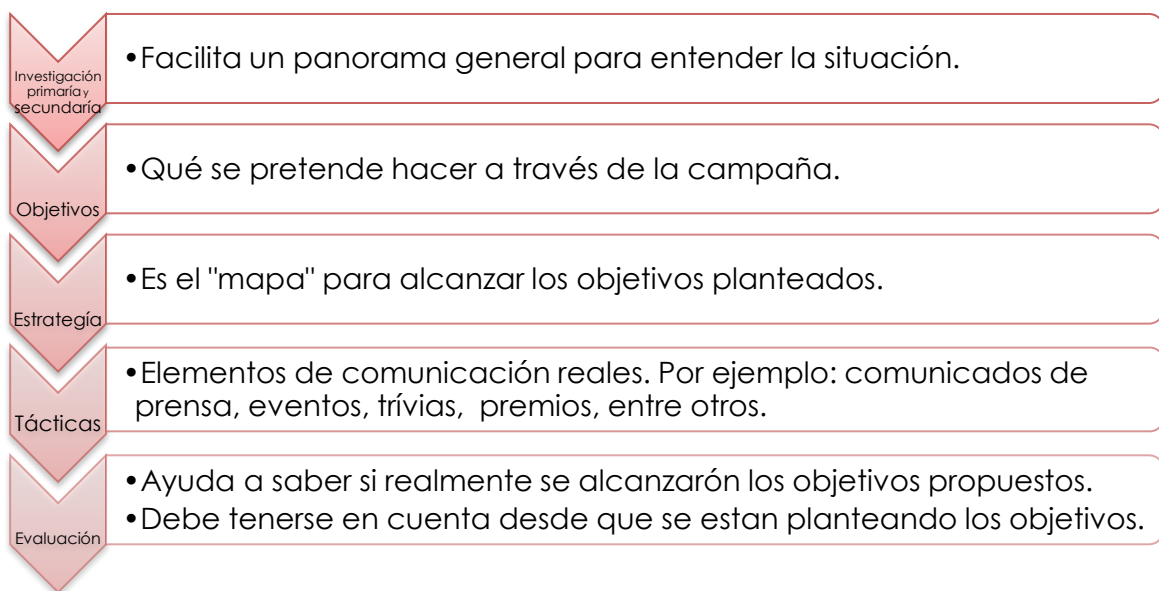 Investigación
primaría y
secundaría
•Facilita un panorama general para entender la situación.
Objetivos
•Qué se pretende hacer a través de la campaña.
Estrategía
•Es el "mapa" para alcanzar los objetivos planteados.
Tácticas
•Elementos de comunicación reales. Por ejemplo: comunicados de
prensa, eventos, trívias, premios, entre otros.
Evaluación
•Ayuda a saber si realmente se alcanzarón los objetivos propuestos.
•Debe tenerse en cuenta desde que se estan planteando los objetivos.